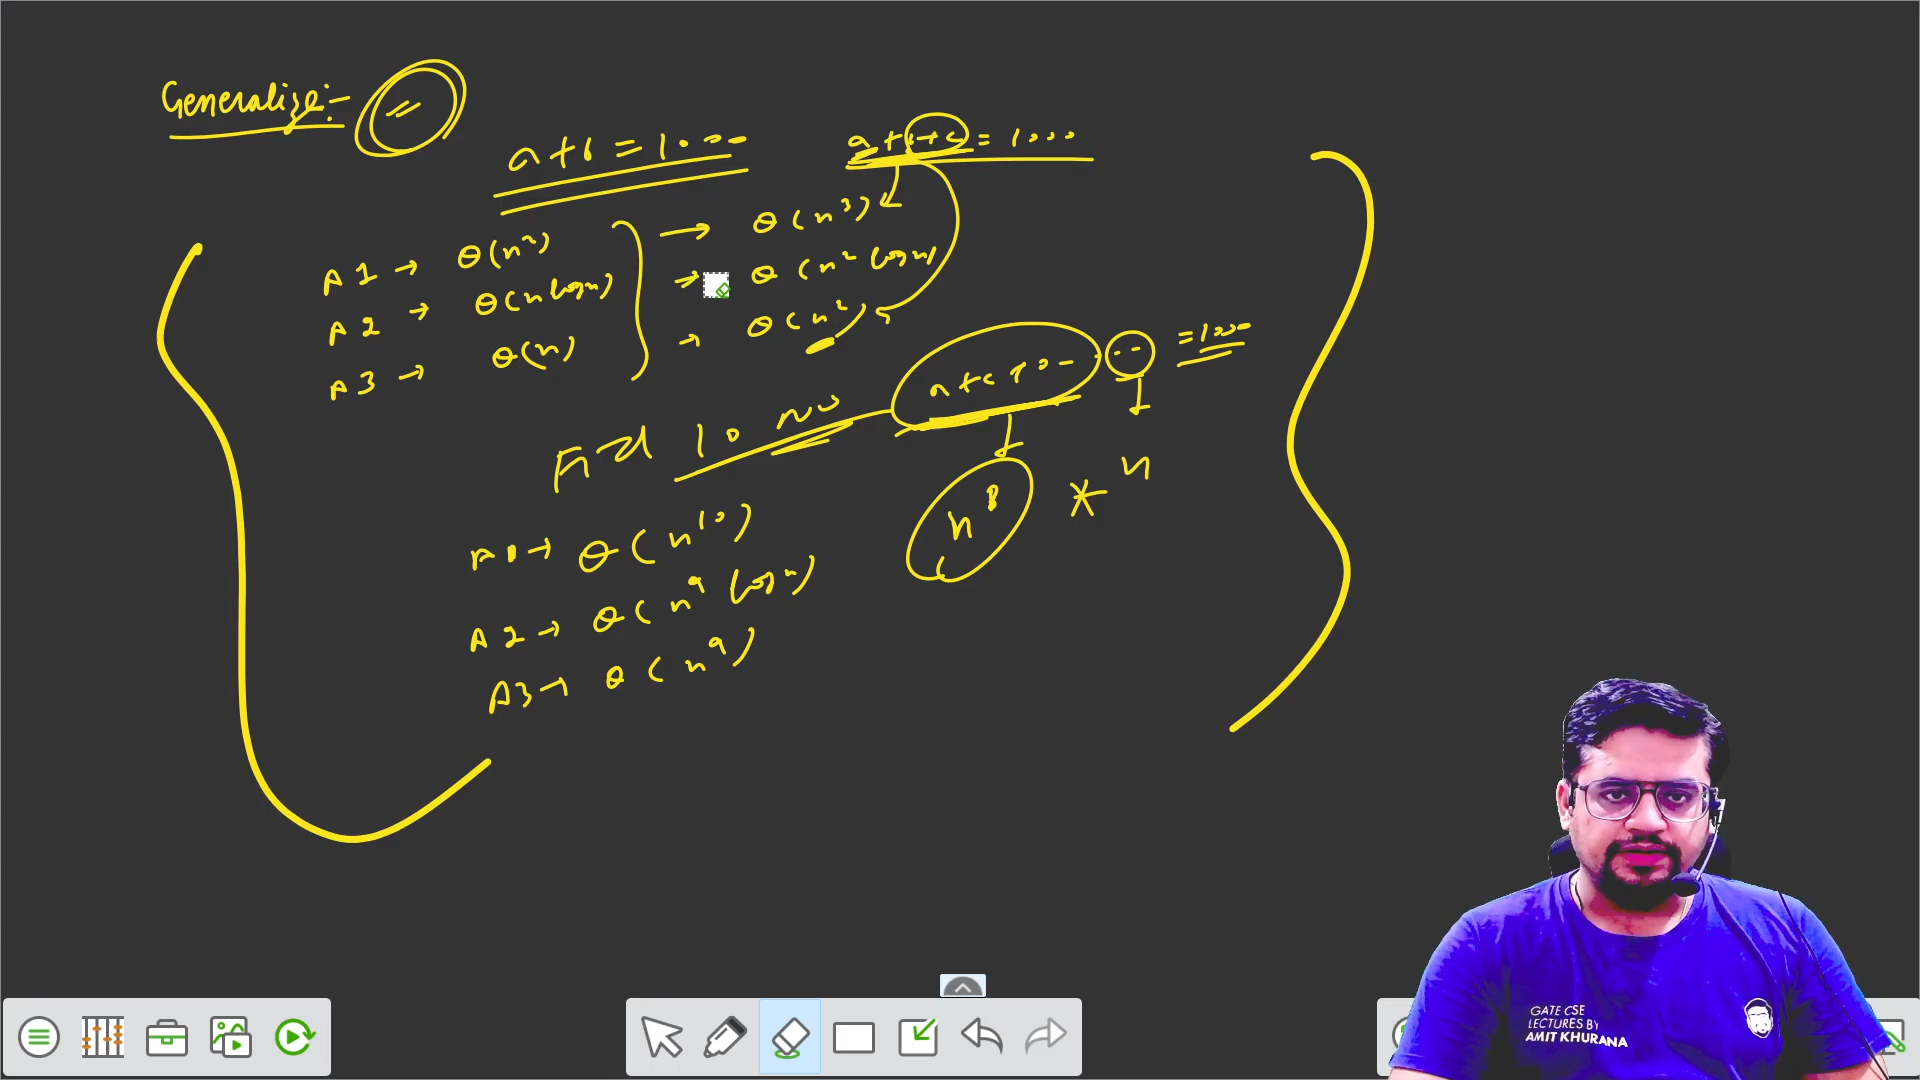 Generalize:-
a+b = 1000
a+b+c = 1000
A1 → θ(n²) → θ(n³)
A2 → θ(n logn) → θ(n² logn)
A3 → θ(n) → θ(n²)
= 1000
Find 10 no
n⁸ * n
A1 → θ(n¹⁰)
A2 → θ(n⁹ logn)
A3 → θ(n⁹)
GATE CSE
LECTURES BY
AMIT KHURANA